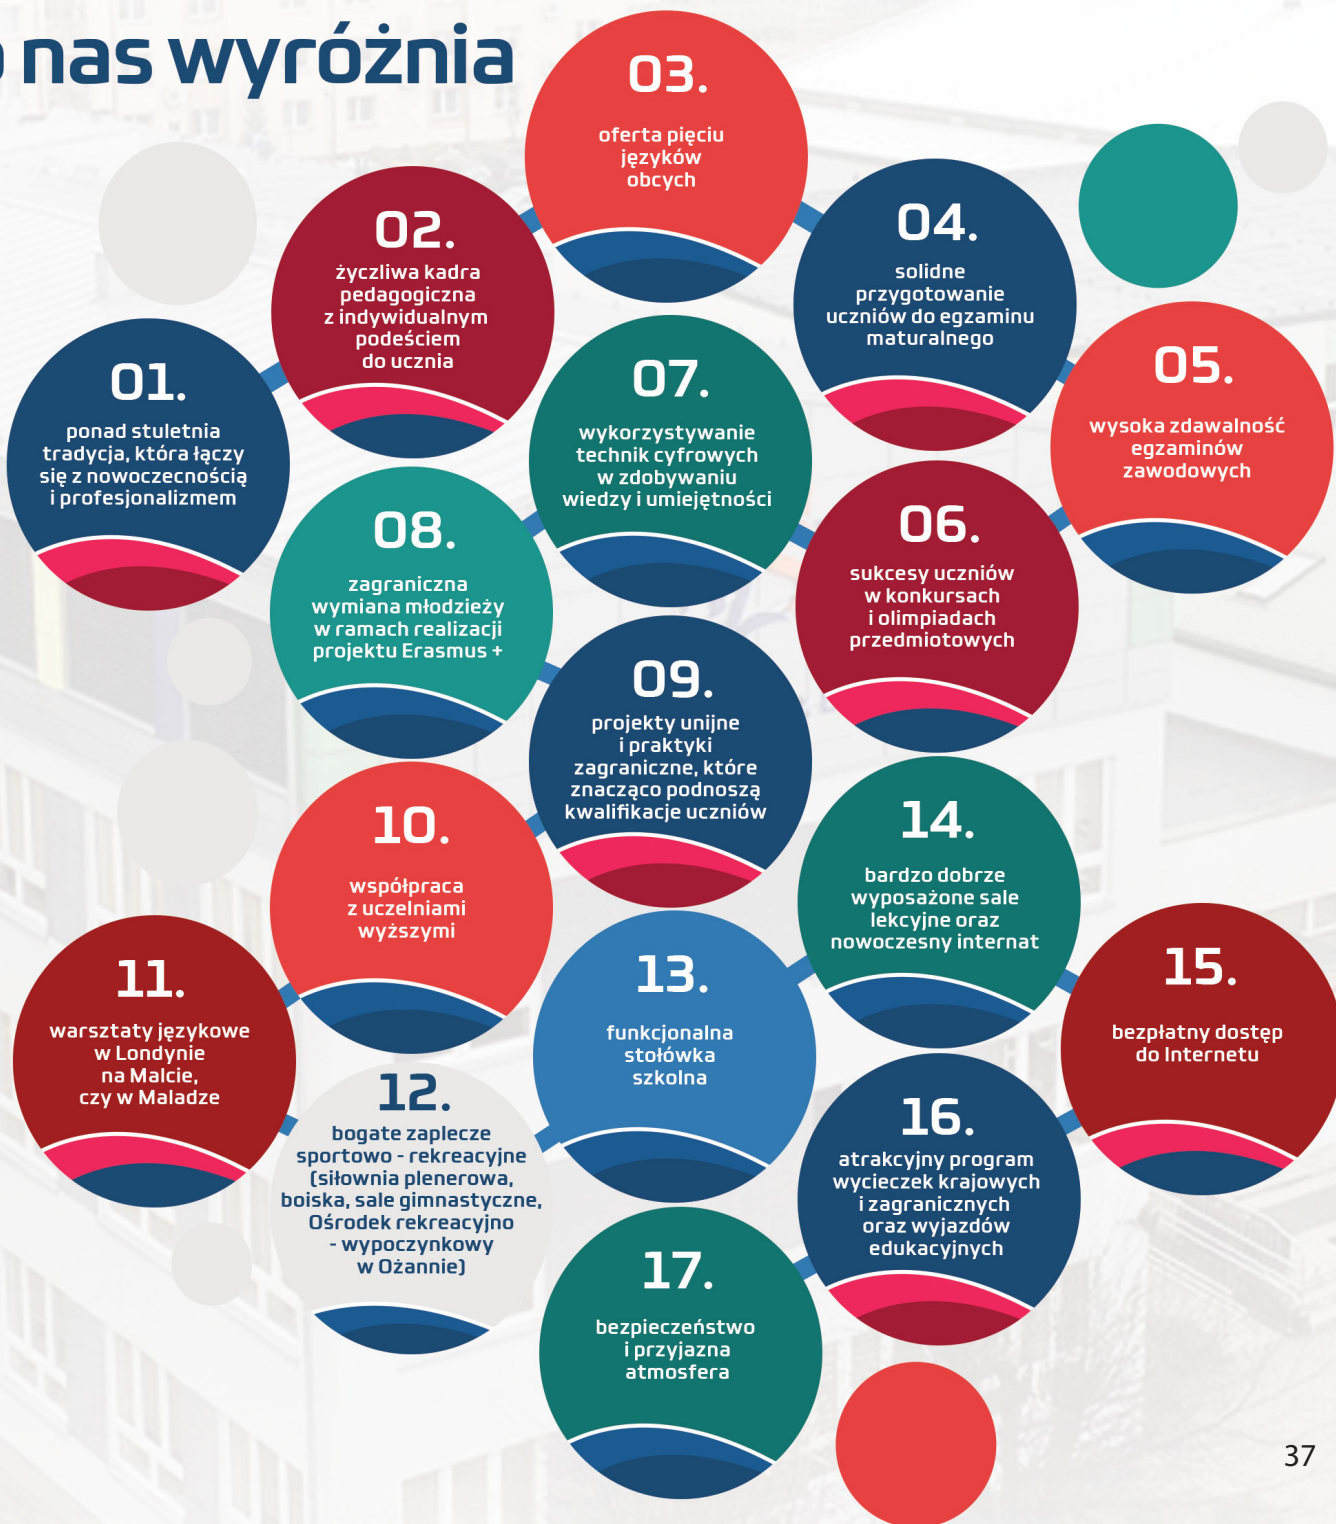 nas wyróżnia
01.
ponad stuletnia
tradycja, która łączy
się z nowoczecnością
i profesjonalizmem
02.
życzliwa kadra
pedagogiczna
z indywidualnym
podeściem
do ucznia
03.
oferta pięciu
języków
obcych
04.
solidne
przygotowanie
uczniów do egzaminu
maturalnego
05.
wysoka zdawalność
egzaminów
zawodowych
06.
sukcesy uczniów
w konkursach
i olimpiadach
przedmiotowych
07.
wykorzystywanie
technik cyfrowych
w zdobywaniu
wiedzy i umiejętności
08.
zagraniczna
wymiana młodzieży
w ramach realizacji
projektu Erasmus +
09.
projekty unijne
i praktyki
zagraniczne, które
znacząco podnoszą
kwalifikacje uczniów
10.
współpraca
z uczelniami
wyższymi
11.
warsztaty językowe
w Londynie
na Malcie,
czy w Maladze
12.
bogate zaplecze
sportowo - rekreacyjne
(siłownia plenerowa,
boiska, sale gimnastyczne,
Ośrodek rekreacyjno
- wypoczynkowy
w Ożannie)
13.
funkcjonalna
stołówka
szkolna
14.
bardzo dobrze
wyposażone sale
lekcyjne oraz
nowoczesny internat
15.
bezpłatny dostęp
do Internetu
16.
atrakcyjny program
wycieczek krajowych
i zagranicznych
oraz wyjazdów
edukacyjnych
17.
bezpieczeństwo
i przyjazna
atmosfera
37